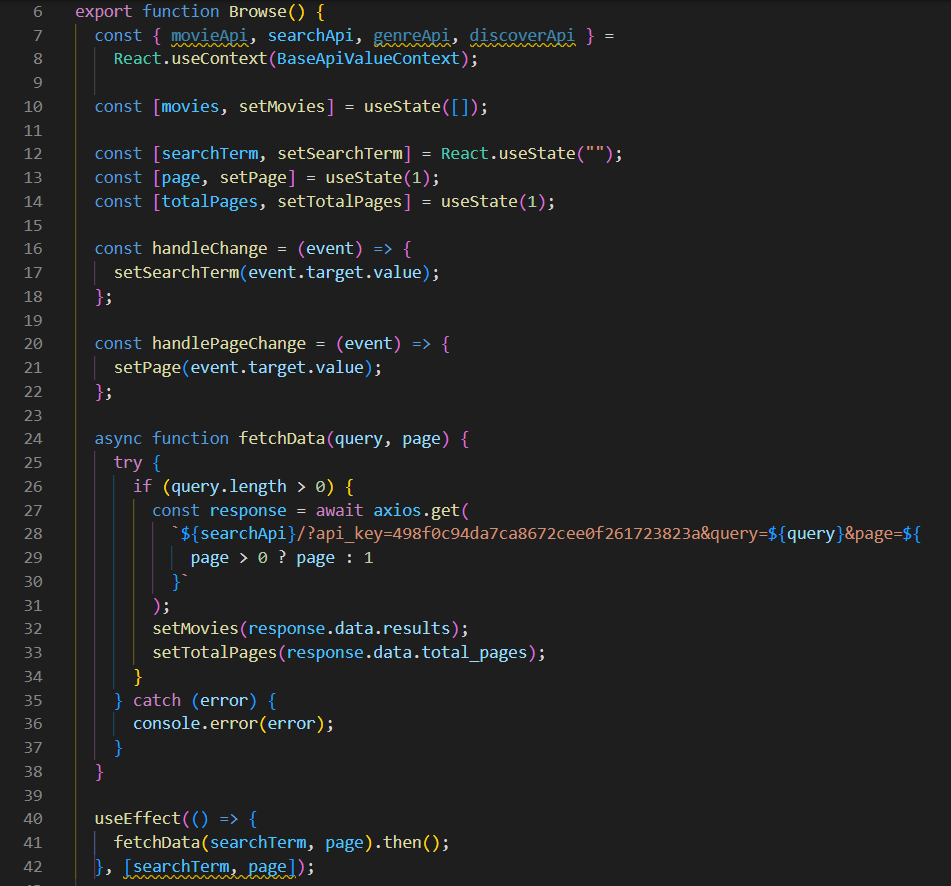 6 export function Browse() {
7 const { movieApi, searchApi, genreApi, discoverApi } =
8 React.useContext(BaseApiValueContext);
9
10 const [movies, setMovies] = useState([]);
11
12 const [searchTerm, setSearchTerm] = React.useState("");
13 const [page, setPage] = useState(1);
14 const [totalPages, setTotalPages] = useState(1);
15
16 const handleChange = (event) => {
17 setSearchTerm(event.target.value);
18 };
19
20 const handlePageChange = (event) => {
21 setPage(event.target.value);
22 };
23
24 async function fetchData(query, page) {
25 try {
26 if (query.length > 0) {
27 const response = await axios.get(
28 `${searchApi}/?api_key=498f0c94da7ca8672cee0f261723823a&query=${query}&page=${
29 page > 0 ? page : 1
30 }`
31 );
32 setMovies(response.data.results);
33 setTotalPages(response.data.total_pages);
34 }
35 } catch (error) {
36 console.error(error);
37 }
38 }
39
40 useEffect(() => {
41 fetchData(searchTerm, page).then();
42 }, [searchTerm, page]);